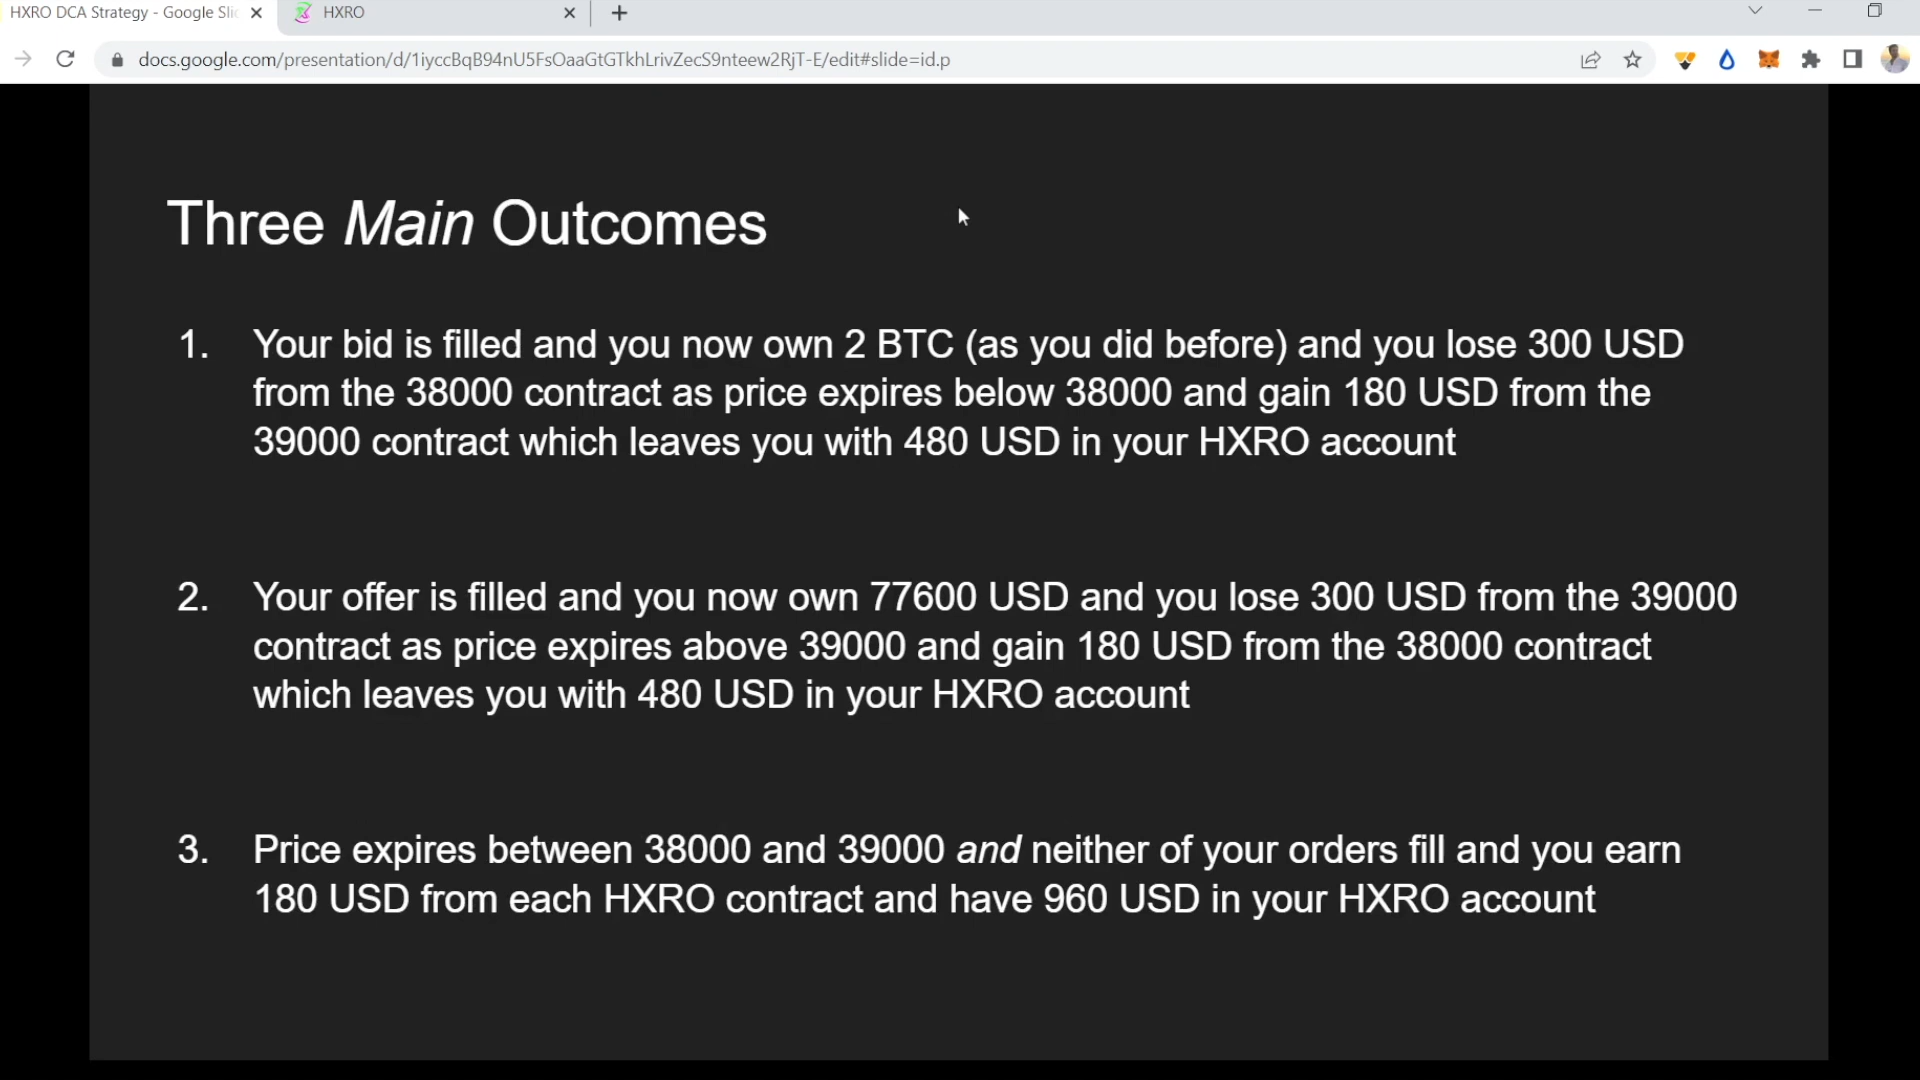 HXRO DCA Strategy - Google Slid
HXRO
docs.google.com/presentation/d/1iyccBqB94nU5FsOaaGtGTkhLrivZecS9nteew2RjT-E/edit#slide=id.p
Three Main Outcomes
1. Your bid is filled and you now own 2 BTC (as you did before) and you lose 300 USD
from the 38000 contract as price expires below 38000 and gain 180 USD from the
39000 contract which leaves you with 480 USD in your HXRO account
2. Your offer is filled and you now own 77600 USD and you lose 300 USD from the 39000
contract as price expires above 39000 and gain 180 USD from the 38000 contract
which leaves you with 480 USD in your HXRO account
3. Price expires between 38000 and 39000 and neither of your orders fill and you earn
180 USD from each HXRO contract and have 960 USD in your HXRO account